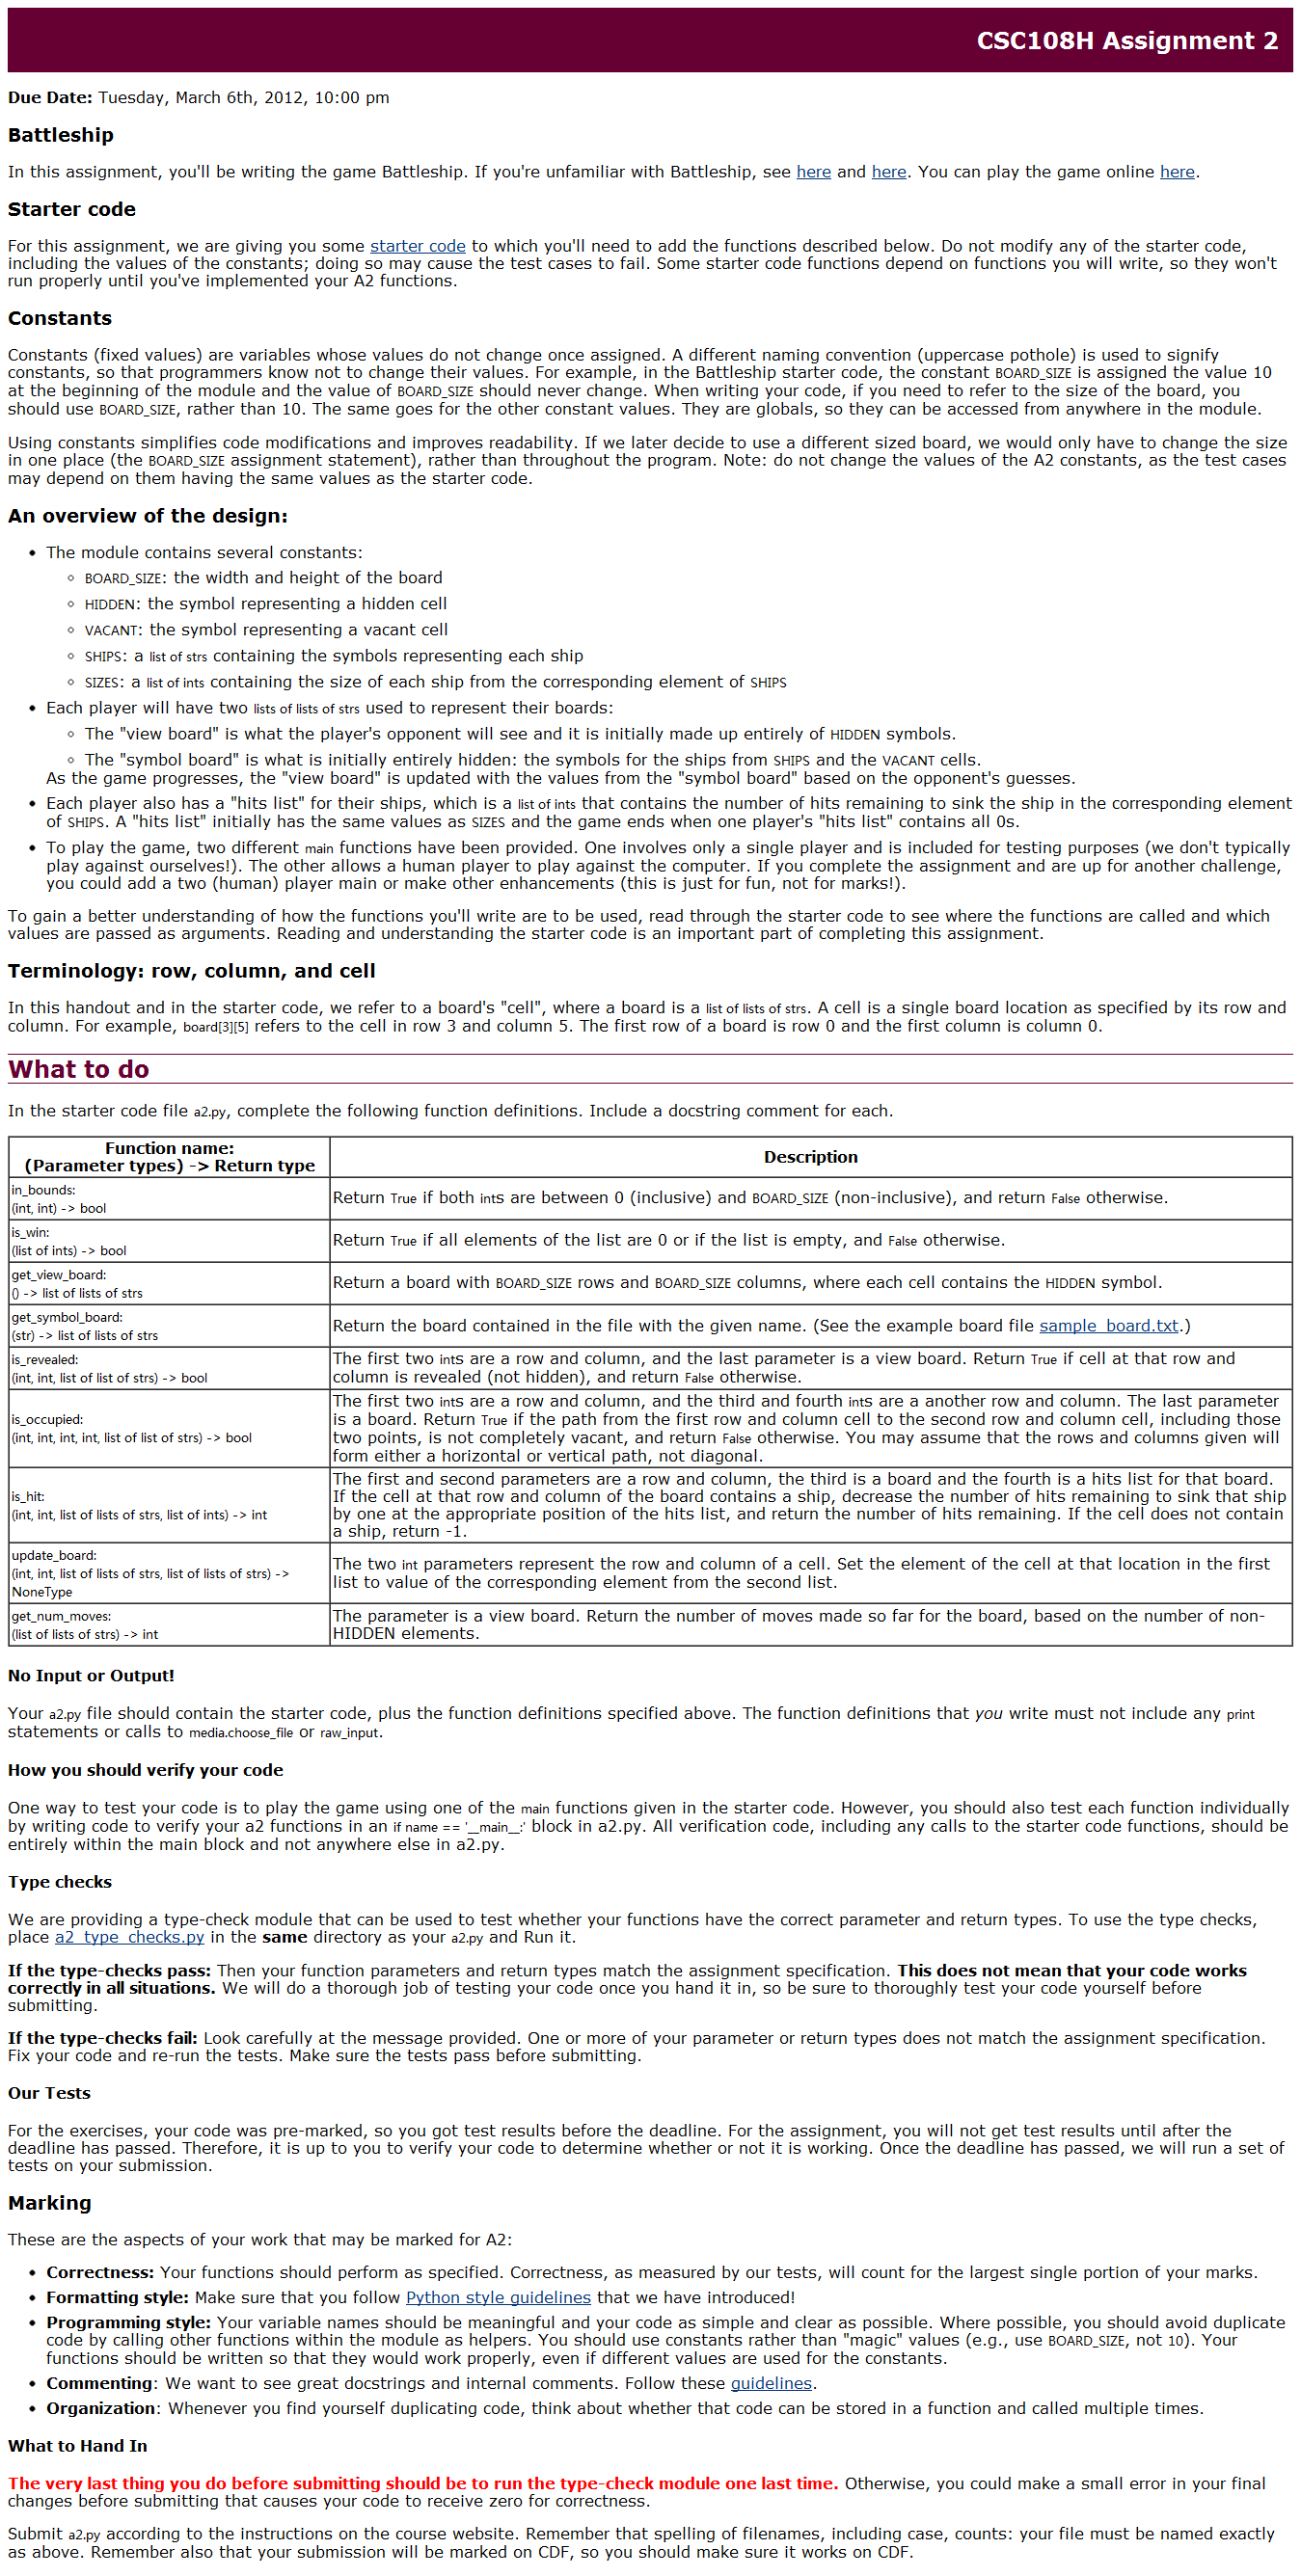 CSC108H Assignment 2
Due Date: Tuesday, March 6th, 2012, 10:00 pm
Battleship
In this assignment, you'll be writing the game Battleship. If you're unfamiliar with Battleship, see here and here. You can play the game online here.
Starter code
For this assignment, we are giving you some starter code to which you'll need to add the functions described below. Do not modify any of the starter code,
including the values of the constants; doing so may cause the test cases to fail. Some starter code functions depend on functions you will write, so they won't
run properly until you've implemented your A2 functions.
Constants
Constants (fixed values) are variables whose values do not change once assigned. A different naming convention (uppercase pothole) is used to signify
constants, so that programmers know not to change their values. For example, in the Battleship starter code, the constant BOARD_SIZE is assigned the value 10
at the beginning of the module and the value of BOARD_SIZE should never change. When writing your code, if you need to refer to the size of the board, you
should use BOARD_SIZE, rather than 10. The same goes for the other constant values. They are globals, so they can be accessed from anywhere in the module.
Using constants simplifies code modifications and improves readability. If we later decide to use a different sized board, we would only have to change the size
in one place (the BOARD_SIZE assignment statement), rather than throughout the program. Note: do not change the values of the A2 constants, as the test cases
may depend on them having the same values as the starter code.
An overview of the design:
• The module contains several constants:
◦ BOARD_SIZE: the width and height of the board
◦ HIDDEN: the symbol representing a hidden cell
◦ VACANT: the symbol representing a vacant cell
◦ SHIPS: a list of strs containing the symbols representing each ship
◦ SIZES: a list of ints containing the size of each ship from the corresponding element of SHIPS
• Each player will have two lists of lists of strs used to represent their boards:
◦ The "view board" is what the player's opponent will see and it is initially made up entirely of HIDDEN symbols.
◦ The "symbol board" is what is initially entirely hidden: the symbols for the ships from SHIPS and the VACANT cells.
As the game progresses, the "view board" is updated with the values from the "symbol board" based on the opponent's guesses.
• Each player also has a "hits list" for their ships, which is a list of ints that contains the number of hits remaining to sink the ship in the corresponding element
of SHIPS. A "hits list" initially has the same values as SIZES and the game ends when one player's "hits list" contains all 0s.
• To play the game, two different main functions have been provided. One involves only a single player and is included for testing purposes (we don't typically
play against ourselves!). The other allows a human player to play against the computer. If you complete the assignment and are up for another challenge,
you could add a two (human) player main or make other enhancements (this is just for fun, not for marks!).
To gain a better understanding of how the functions you'll write are to be used, read through the starter code to see where the functions are called and which
values are passed as arguments. Reading and understanding the starter code is an important part of completing this assignment.
Terminology: row, column, and cell
In this handout and in the starter code, we refer to a board's "cell", where a board is a list of lists of strs. A cell is a single board location as specified by its row and
column. For example, board[3][5] refers to the cell in row 3 and column 5. The first row of a board is row 0 and the first column is column 0.
What to do
In the starter code file a2.py, complete the following function definitions. Include a docstring comment for each.
Function name:
(Parameter types) -> Return type
Description
in_bounds:
(int, int) -> bool
Return True if both ints are between 0 (inclusive) and BOARD_SIZE (non-inclusive), and return False otherwise.
is_win:
(list of ints) -> bool
Return True if all elements of the list are 0 or if the list is empty, and False otherwise.
get_view_board:
() -> list of lists of strs
Return a board with BOARD_SIZE rows and BOARD_SIZE columns, where each cell contains the HIDDEN symbol.
get_symbol_board:
(str) -> list of lists of strs
Return the board contained in the file with the given name. (See the example board file sample_board.txt.)
is_revealed:
(int, int, list of list of strs) -> bool
The first two ints are a row and column, and the last parameter is a view board. Return True if cell at that row and
column is revealed (not hidden), and return False otherwise.
is_occupied:
(int, int, int, int, list of list of strs) -> bool
The first two ints are a row and column, and the third and fourth ints are a another row and column. The last parameter
is a board. Return True if the path from the first row and column cell to the second row and column cell, including those
two points, is not completely vacant, and return False otherwise. You may assume that the rows and columns given will
form either a horizontal or vertical path, not diagonal.
is_hit:
(int, int, list of lists of strs, list of ints) -> int
The first and second parameters are a row and column, the third is a board and the fourth is a hits list for that board.
If the cell at that row and column of the board contains a ship, decrease the number of hits remaining to sink that ship
by one at the appropriate position of the hits list, and return the number of hits remaining. If the cell does not contain
a ship, return -1.
update_board:
(int, int, list of lists of strs, list of lists of strs) ->
NoneType
The two int parameters represent the row and column of a cell. Set the element of the cell at that location in the first
list to value of the corresponding element from the second list.
get_num_moves:
(list of lists of strs) -> int
The parameter is a view board. Return the number of moves made so far for the board, based on the number of non-
HIDDEN elements.
No Input or Output!
Your a2.py file should contain the starter code, plus the function definitions specified above. The function definitions that you write must not include any print
statements or calls to media.choose_file or raw_input.
How you should verify your code
One way to test your code is to play the game using one of the main functions given in the starter code. However, you should also test each function individually
by writing code to verify your a2 functions in an if name == '__main__:' block in a2.py. All verification code, including any calls to the starter code functions, should be
entirely within the main block and not anywhere else in a2.py.
Type checks
We are providing a type-check module that can be used to test whether your functions have the correct parameter and return types. To use the type checks,
place a2_type_checks.py in the same directory as your a2.py and Run it.
If the type-checks pass: Then your function parameters and return types match the assignment specification. This does not mean that your code works
correctly in all situations. We will do a thorough job of testing your code once you hand it in, so be sure to thoroughly test your code yourself before
submitting.
If the type-checks fail: Look carefully at the message provided. One or more of your parameter or return types does not match the assignment specification.
Fix your code and re-run the tests. Make sure the tests pass before submitting.
Our Tests
For the exercises, your code was pre-marked, so you got test results before the deadline. For the assignment, you will not get test results until after the
deadline has passed. Therefore, it is up to you to verify your code to determine whether or not it is working. Once the deadline has passed, we will run a set of
tests on your submission.
Marking
These are the aspects of your work that may be marked for A2:
• Correctness: Your functions should perform as specified. Correctness, as measured by our tests, will count for the largest single portion of your marks.
• Formatting style: Make sure that you follow Python style guidelines that we have introduced!
• Programming style: Your variable names should be meaningful and your code as simple and clear as possible. Where possible, you should avoid duplicate
code by calling other functions within the module as helpers. You should use constants rather than "magic" values (e.g., use BOARD_SIZE, not 10). Your
functions should be written so that they would work properly, even if different values are used for the constants.
• Commenting: We want to see great docstrings and internal comments. Follow these guidelines.
• Organization: Whenever you find yourself duplicating code, think about whether that code can be stored in a function and called multiple times.
What to Hand In
The very last thing you do before submitting should be to run the type-check module one last time. Otherwise, you could make a small error in your final
changes before submitting that causes your code to receive zero for correctness.
Submit a2.py according to the instructions on the course website. Remember that spelling of filenames, including case, counts: your file must be named exactly
as above. Remember also that your submission will be marked on CDF, so you should make sure it works on CDF.